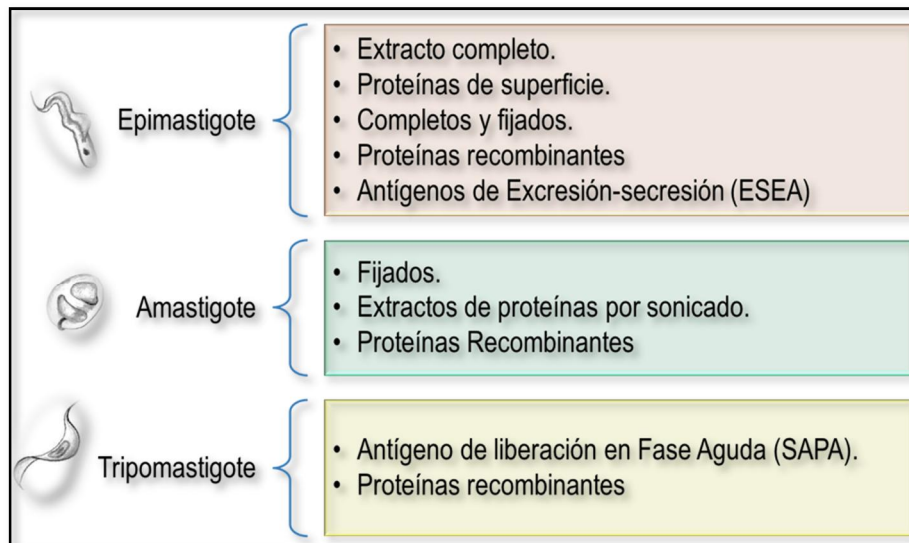 Epimastigote
• Extracto completo.
• Proteínas de superficie.
• Completos y fijados.
• Proteínas recombinantes
• Antígenos de Excresión-secresión (ESEA)
Amastigote
• Fijados.
• Extractos de proteínas por sonicado.
• Proteínas Recombinantes
Tripomastigote
• Antígeno de liberación en Fase Aguda (SAPA).
• Proteínas recombinantes